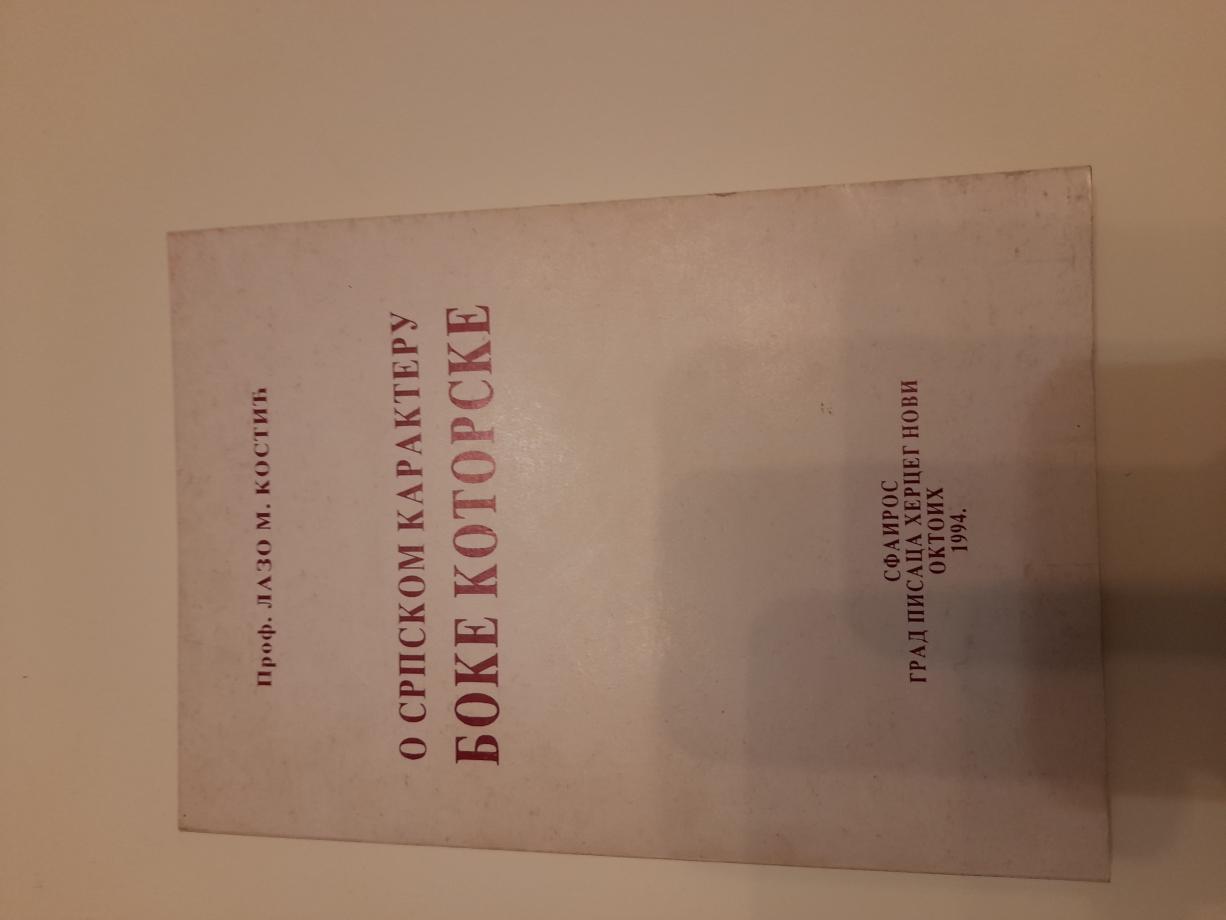 Проф. ЛАЗО М. КОСТИЋ
О СРПСКОМ КАРАКТЕРУ
БОКЕ КОТОРСКЕ
СФАИРОС
ГРАД ПИСАЦА ХЕРЦЕГ НОВИ
ОКТОИХ
1994.